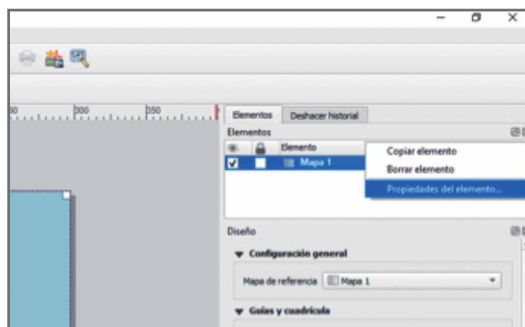 300
350
Elementos Deshacer historial
Elementos
Elemento
Mapa 1
Copiar elemento
Borrar elemento
Propiedades del elemento...
Diseño
Configuración general
Mapa de referencia Mapa 1
Guías y cuadrícula